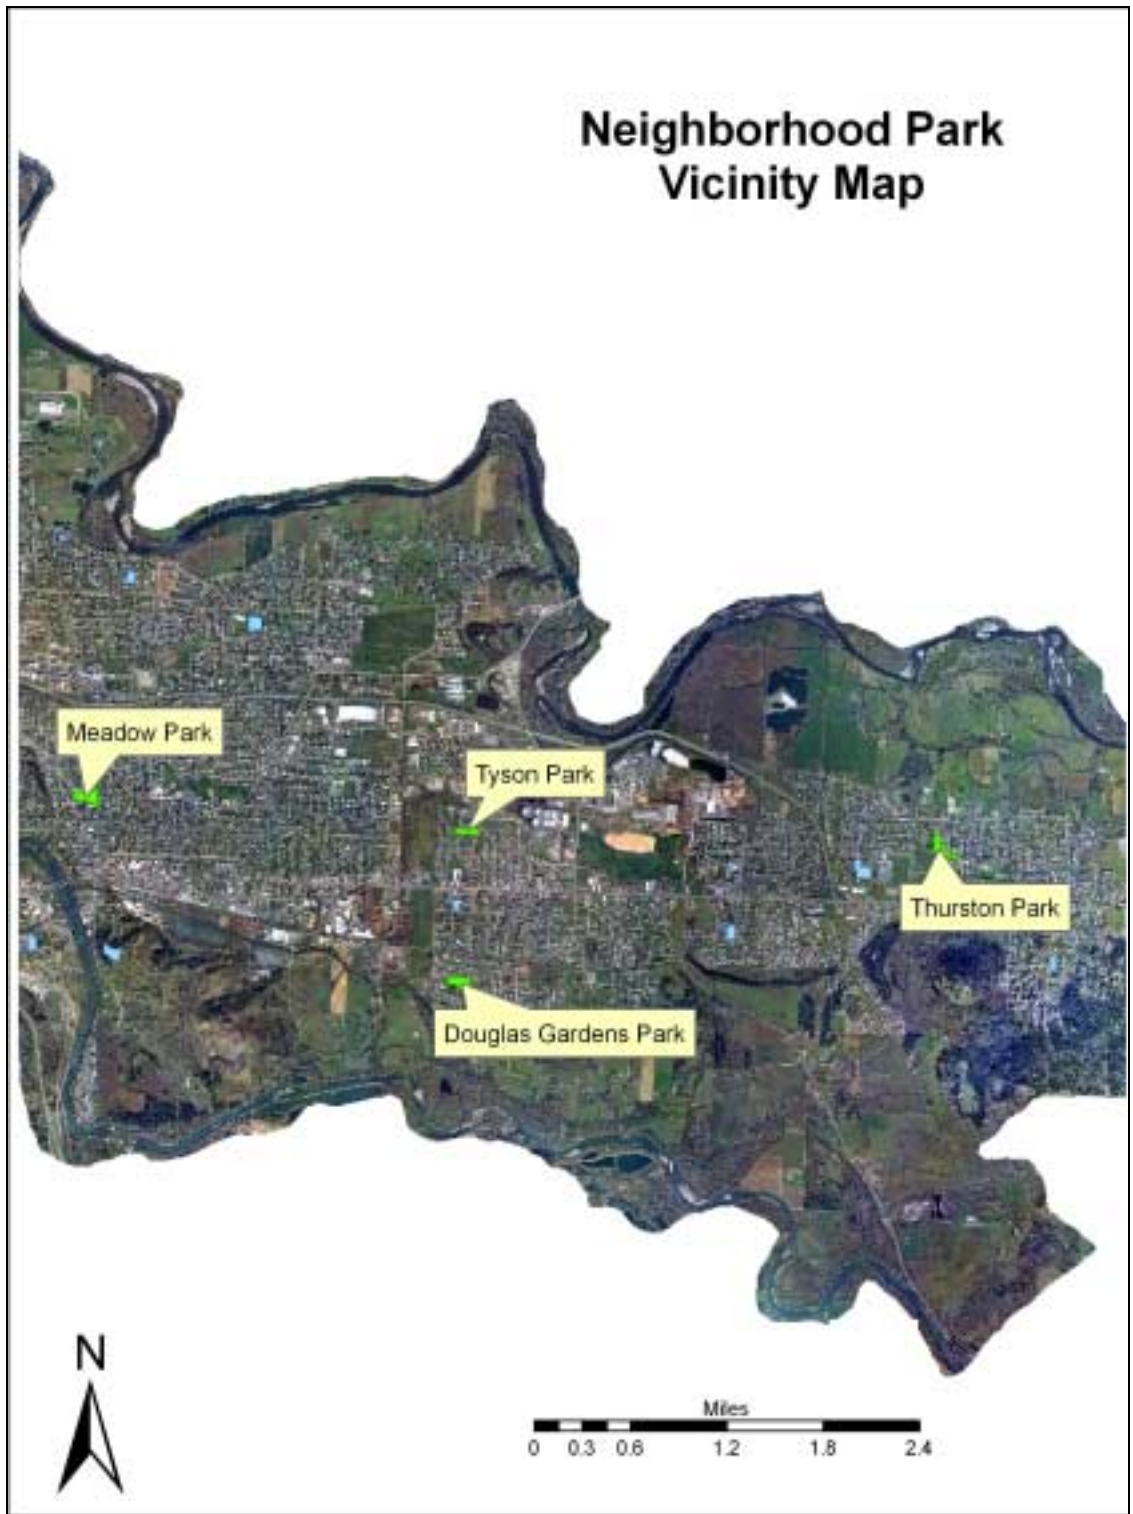 Neighborhood Park
Vicinity Map
Meadow Park
Tyson Park
Thurston Park
Douglas Gardens Park
N
Miles
0 0.3 0.6 1.2 1.8 2.4